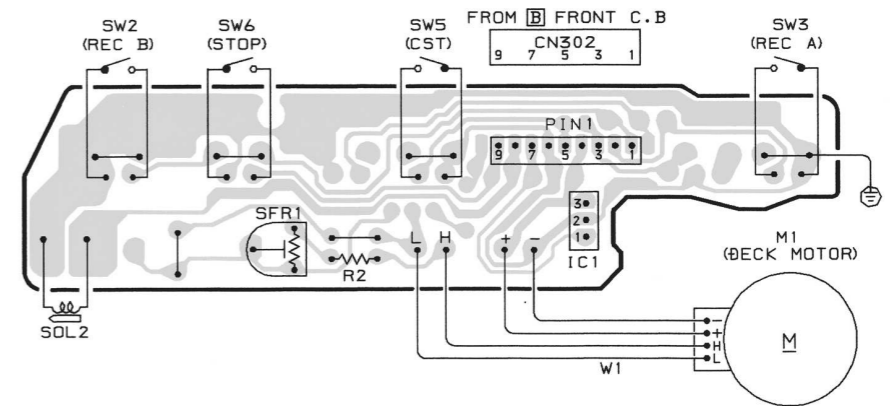 FROM B FRONT C.B
SW2
(REC B)
SW6
(STOP)
SW5
(CST)
CN302
9 7 5 3 1
SW3
(REC A)
PIN1
9 7 5 3 1
SFR1
R2
L H + -
3
2
1
IC1
M1
(DECK MOTOR)
SOL2
W1
-
+
H
L
M